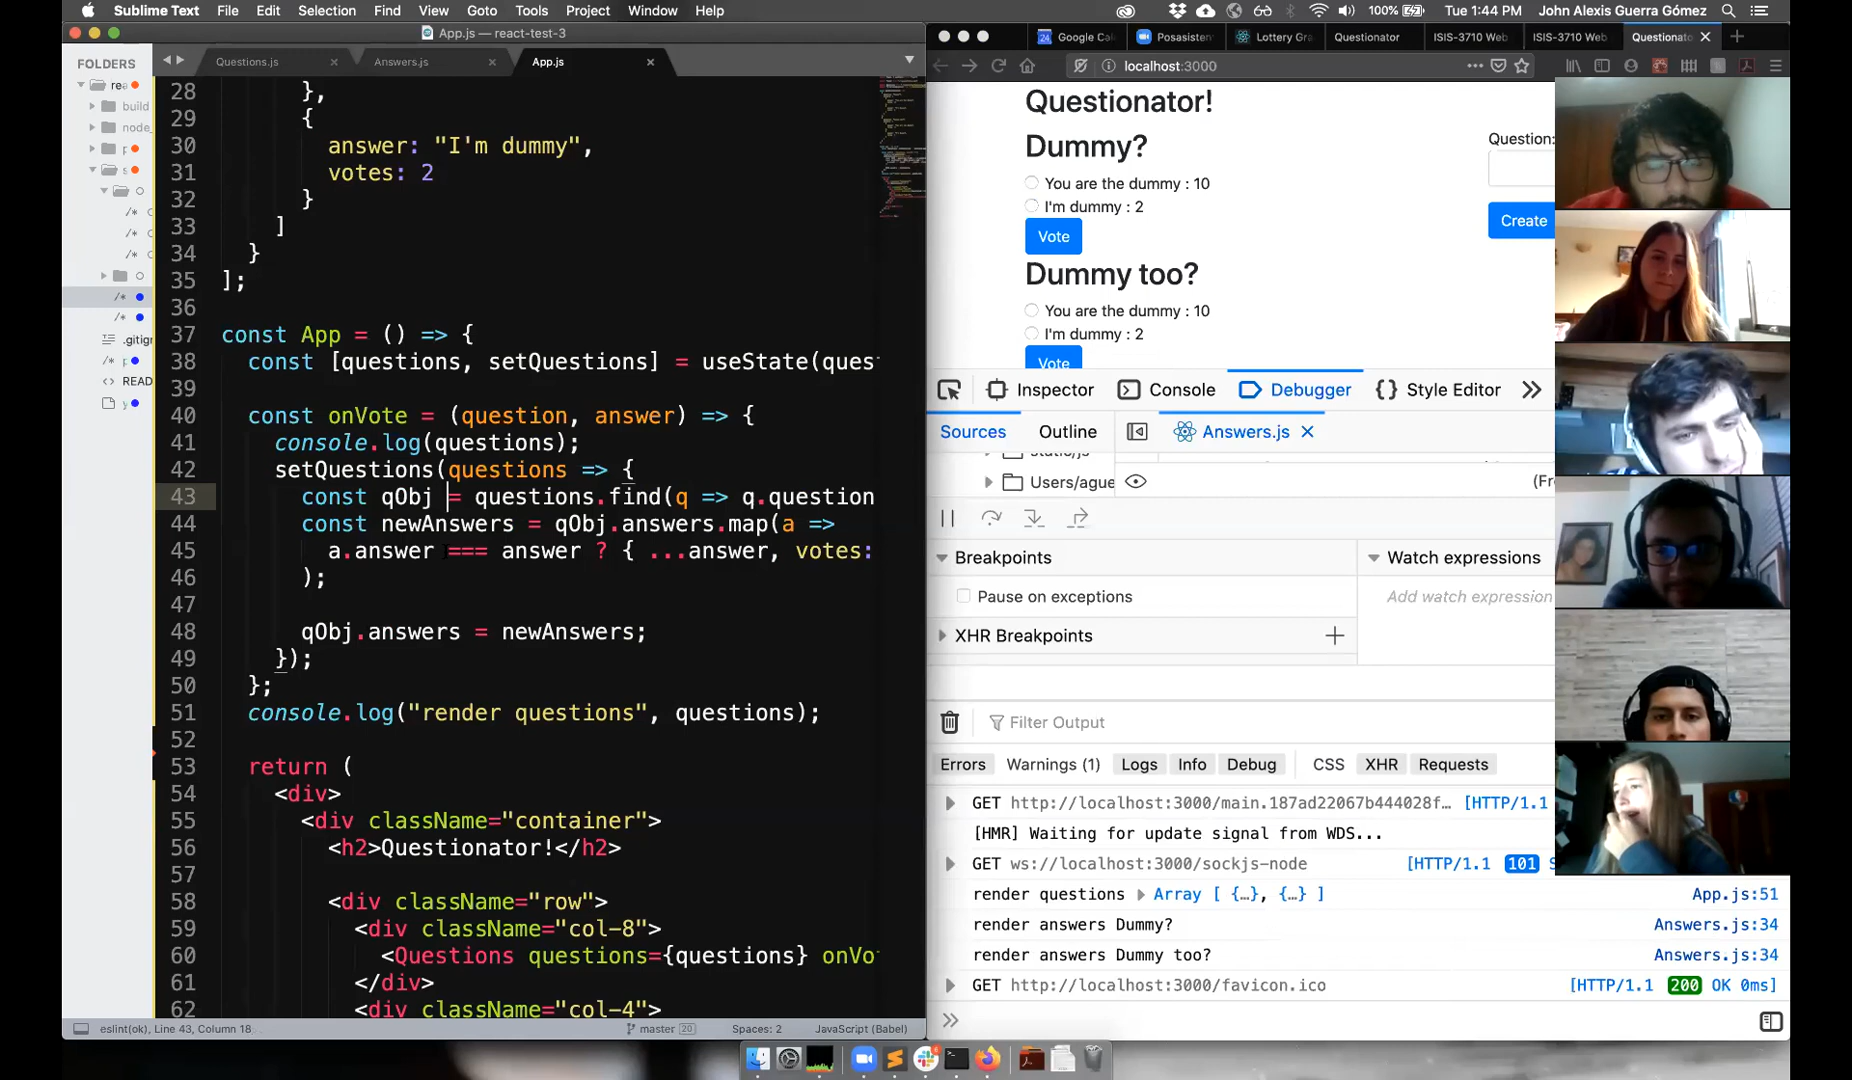 Sublime Text File Edit Selection Find View Goto Tools Project Window Help
100% Tue 1:44 PM John Alexis Guerra Gómez
App.js — react-test-3
FOLDERS
rea
build
node_
p
s
/*
/*
/*
/*
/*
.gitign
p
<> READ
y
Questions.js Answers.js App.js
28 },
29 {
30 answer: "I'm dummy",
31 votes: 2
32 }
33 ]
34 }
35 ];
36
37 const App = () => {
38 const [questions, setQuestions] = useState(ques
39
40 const onVote = (question, answer) => {
41 console.log(questions);
42 setQuestions(questions => {
43 const qObj = questions.find(q => q.question
44 const newAnswers = qObj.answers.map(a =>
45 a.answer === answer ? { ...answer, votes:
46 );
47
48 qObj.answers = newAnswers;
49 });
50 };
51 console.log("render questions", questions);
52
53 return (
54 <div>
55 <div className="container">
56 <h2>Questionator!</h2>
57
58 <div className="row">
59 <div className="col-8">
60 <Questions questions={questions} onVo
61 </div>
62 <div className="col-4">
eslint(ok), Line 43, Column 18
master 20 Spaces: 2 JavaScript (Babel)
24 Google Cal Posasisten Lottery Gra Questionator ISIS-3710 Web ISIS-3710 Web Questionato
localhost:3000
Questionator!
Dummy?
You are the dummy : 10
I'm dummy : 2
Vote
Dummy too?
You are the dummy : 10
I'm dummy : 2
Vote
Question:
Create
Inspector Console Debugger {} Style Editor
Sources Outline Answers.js
static/js
Users/ague
(Fr
Breakpoints
Pause on exceptions
XHR Breakpoints
Watch expressions
Add watch expression
Filter Output
Errors Warnings (1) Logs Info Debug CSS XHR Requests
GET http://localhost:3000/main.187ad22067b444028f… [HTTP/1.1
[HMR] Waiting for update signal from WDS...
GET ws://localhost:3000/sockjs-node [HTTP/1.1 101 S
render questions Array [ {…}, {…} ] App.js:51
render answers Dummy? Answers.js:34
render answers Dummy too? Answers.js:34
GET http://localhost:3000/favicon.ico [HTTP/1.1 200 OK 0ms]